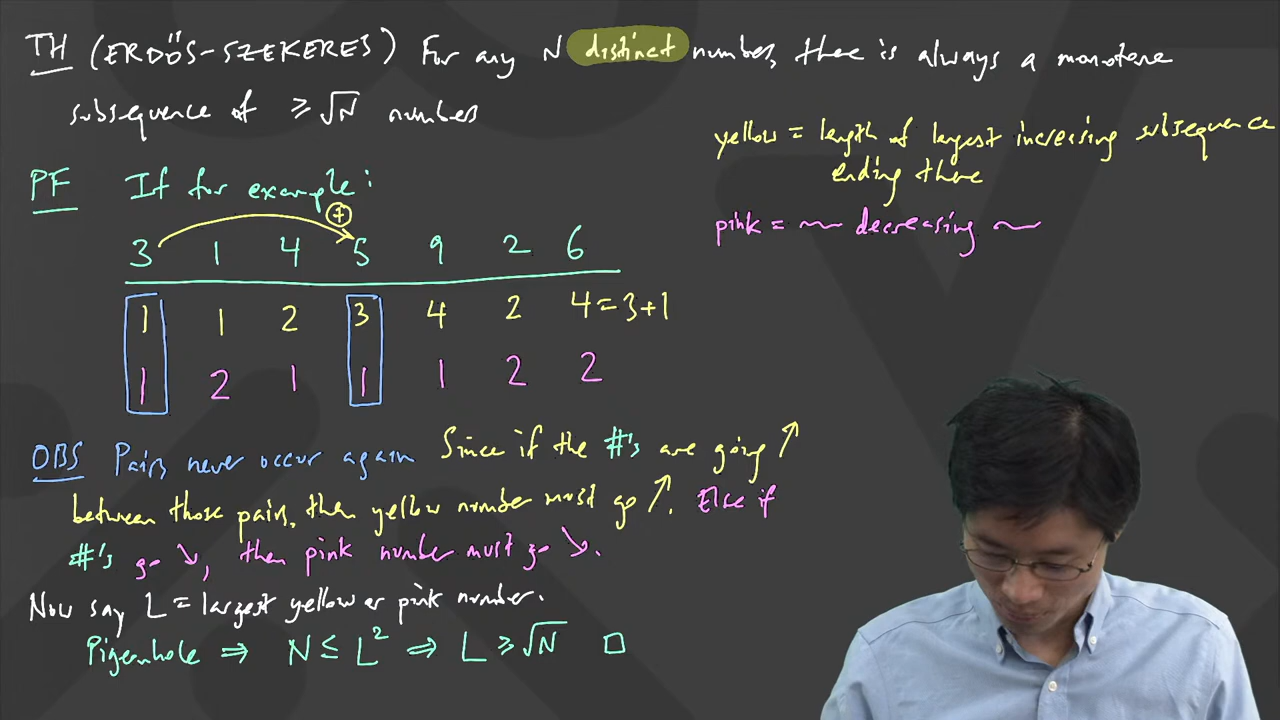 TH (ERDŐS-SZEKERES) For any N distinct numbers, there is always a monotone
subsequence of ≥ √N numbers
yellow = length of largest increasing subsequence
ending there
pink = ~ decreasing ~
PF If for example:
+
3 1 4 5 9 2 6
1 1 2 3 4 2 4 = 3+1
1 2 1 1 1 2 2
OBS Pairs never occur again Since if the #'s are going ↗
between those pairs, then yellow number must go ↗. Else if
#'s go ↘, then pink number must go ↘.
Now say L = largest yellow or pink number.
Pigeonhole ⇒ N ≤ L² ⇒ L ≥ √N □